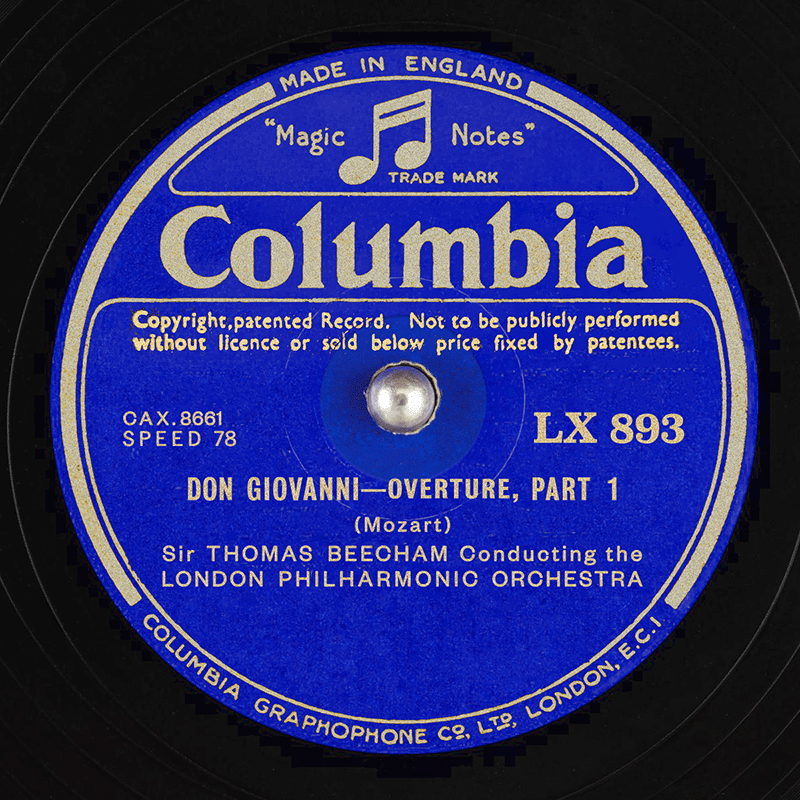 MADE IN ENGLAND
"Magic Notes"
TRADE MARK
Columbia
Copyright, patented Record. Not to be publicly performed
without licence or sold below price fixed by patentees.
CAX.8661
SPEED 78
LX 893
DON GIOVANNI—OVERTURE, PART 1
(Mozart)
Sir THOMAS BEECHAM Conducting the
LONDON PHILHARMONIC ORCHESTRA
COLUMBIA GRAPHOPHONE CO, LTD, LONDON, E.C.1